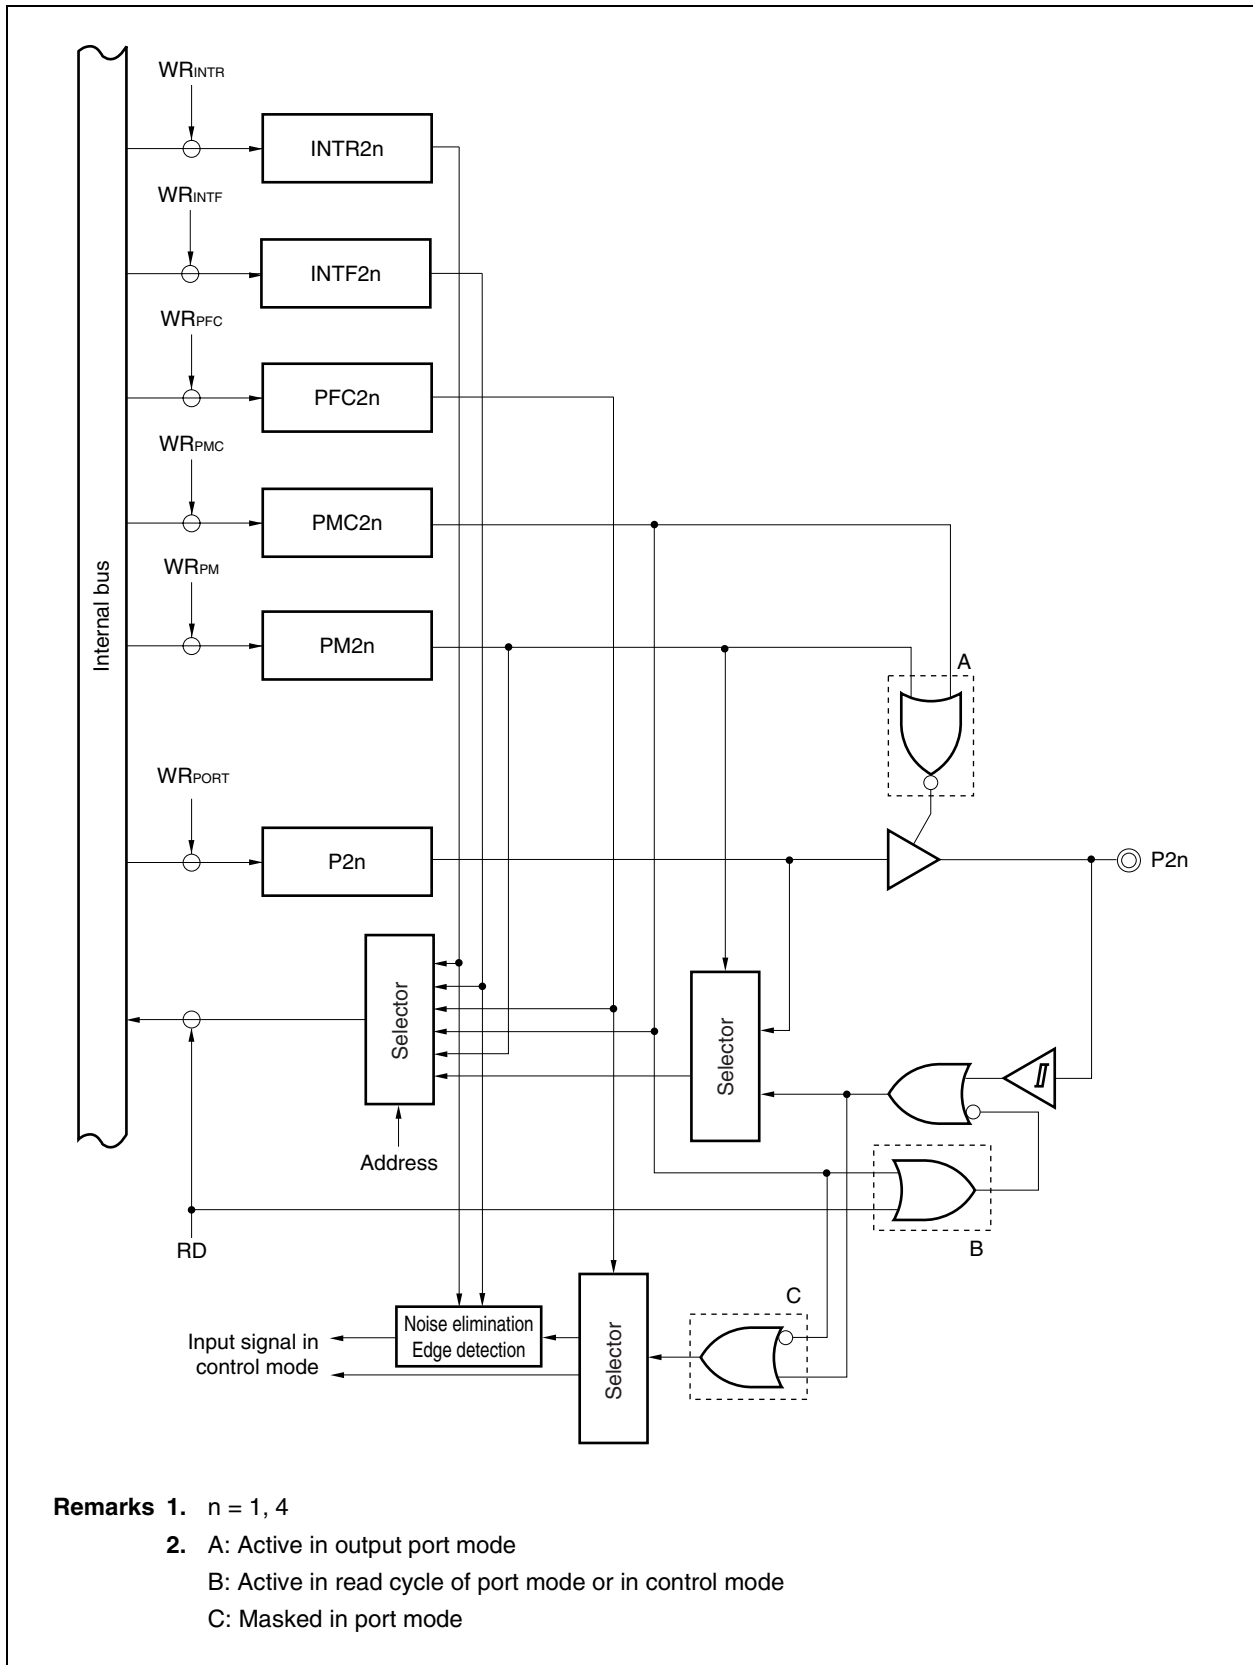 WRINTR
INTR2n
WRINTF
INTF2n
WRPFC
PFC2n
WRPMC
PMC2n
WRPM
PM2n
Internal bus
A
WRPORT
P2n
P2n
Selector
Selector
Address
RD
B
C
Noise elimination
Edge detection
Input signal in
control mode
Selector
Remarks 1. n = 1, 4
2. A: Active in output port mode
B: Active in read cycle of port mode or in control mode
C: Masked in port mode